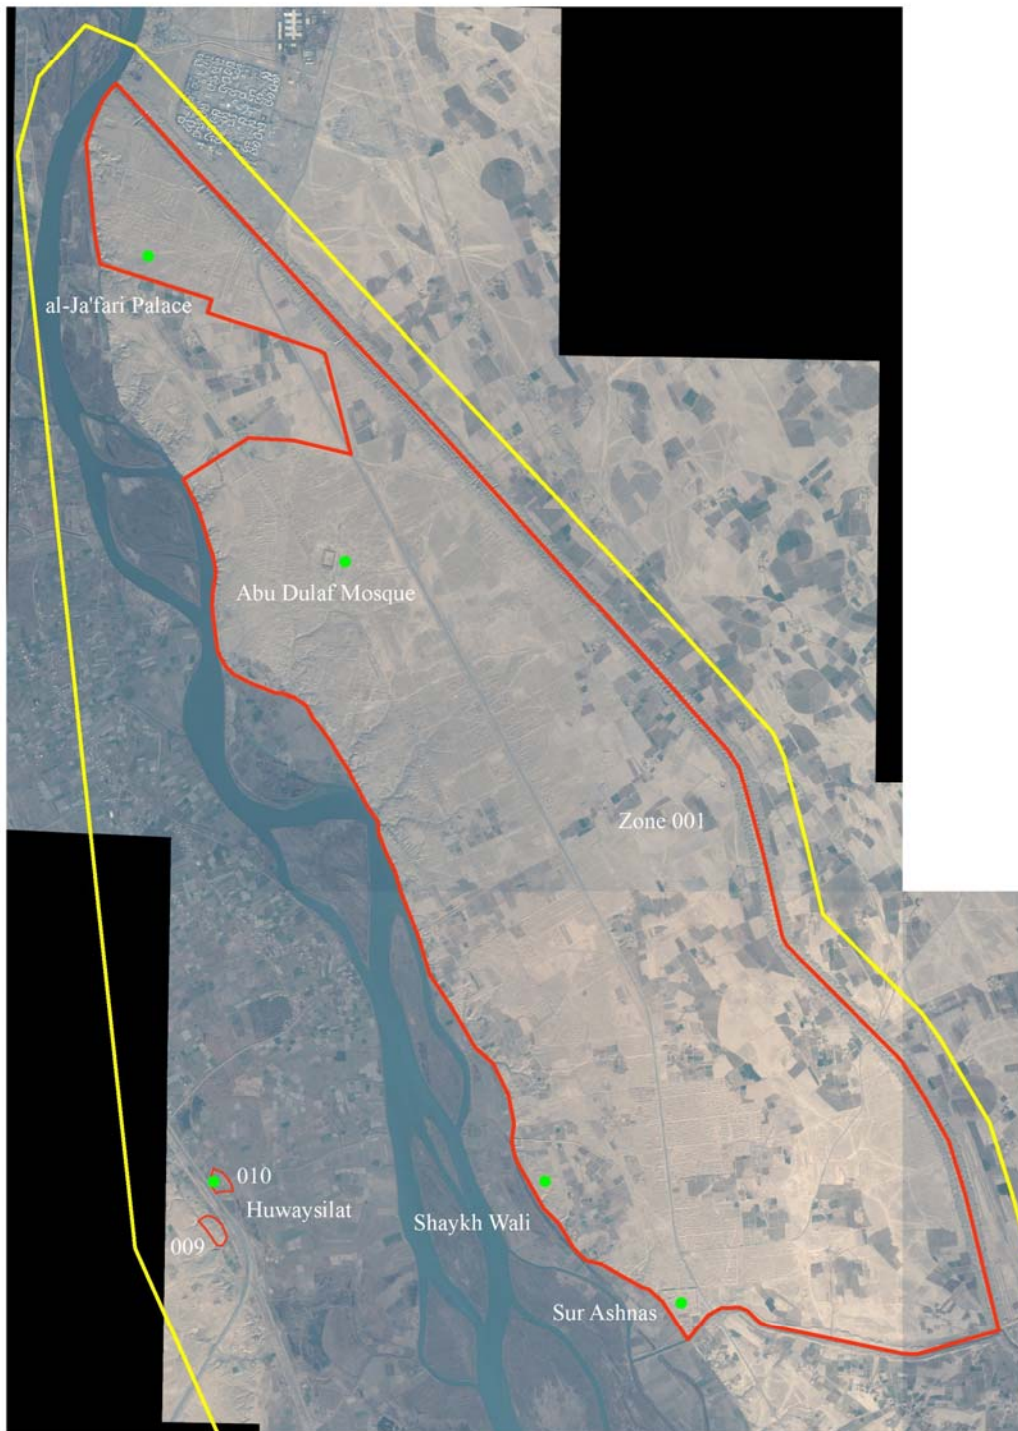 al-Ja'fari Palace
Abu Dulaf Mosque
Zone 001
010
Huwaysilat
Shaykh Wali
009
Sur Ashnas